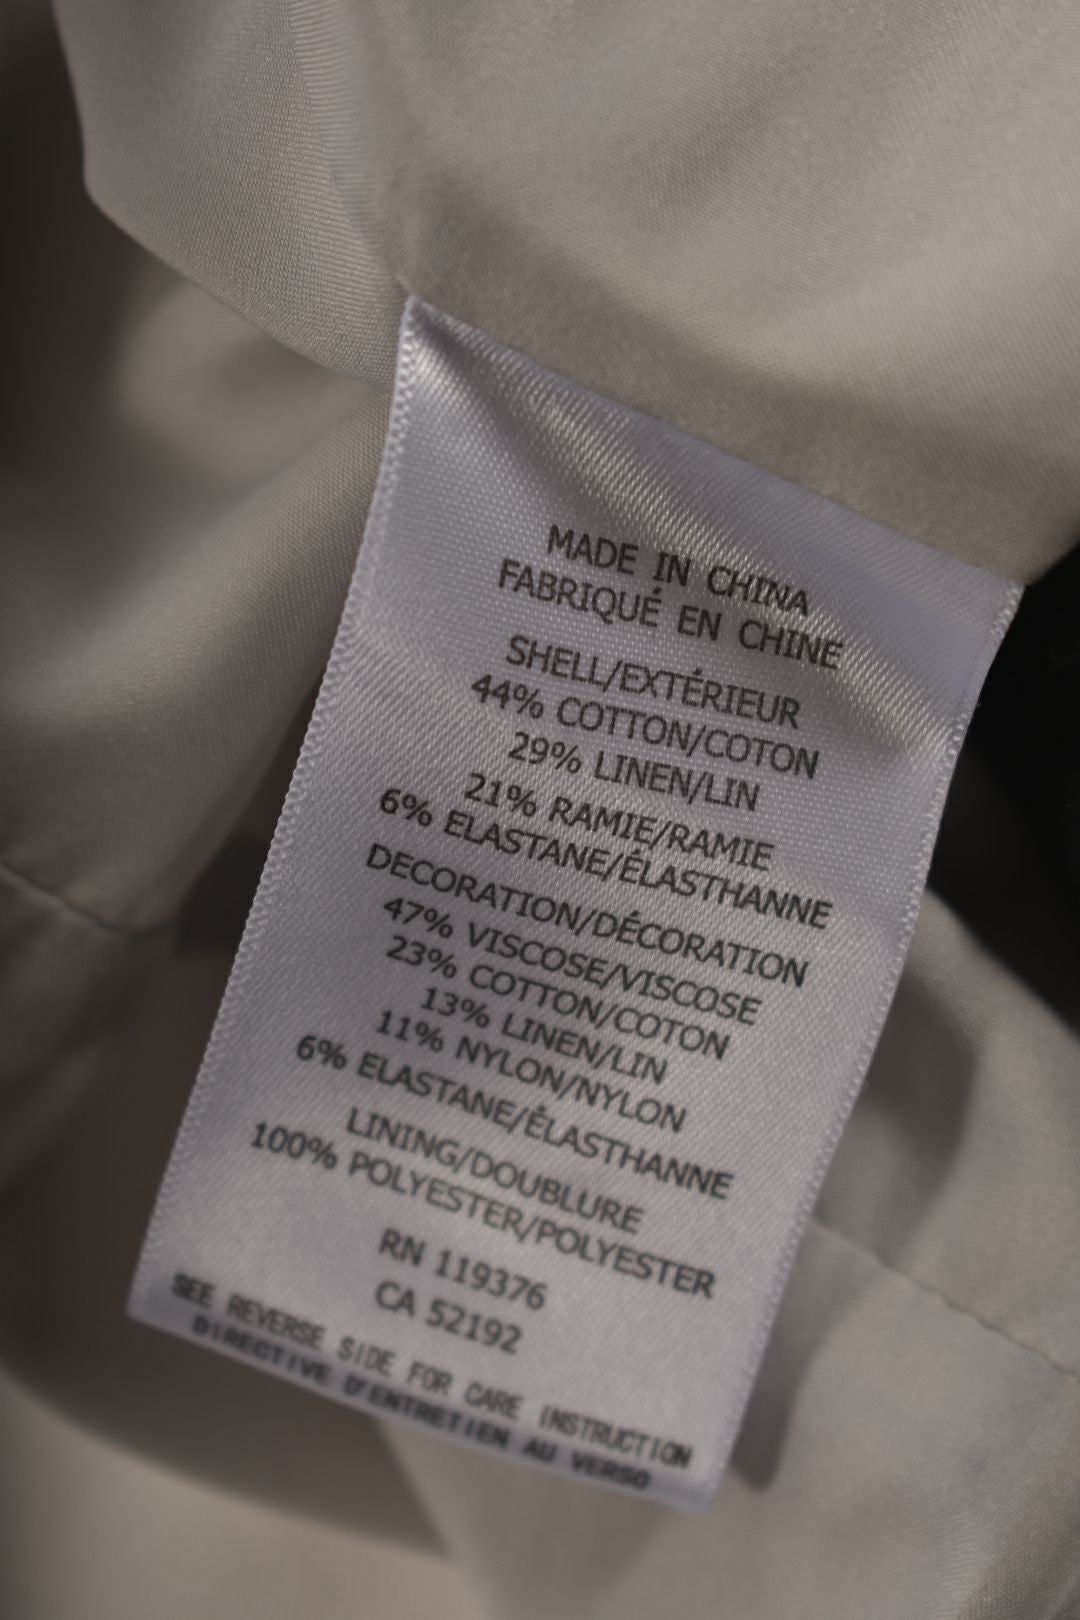 MADE IN CHINA
FABRIQUÉ EN CHINE
SHELL/EXTÉRIEUR
44% COTTON/COTON
29% LINEN/LIN
21% RAMIE/RAMIE
6% ELASTANE/ÉLASTHANNE
DECORATION/DÉCORATION
47% VISCOSE/VISCOSE
23% COTTON/COTON
13% LINEN/LIN
11% NYLON/NYLON
6% ELASTANE/ÉLASTHANNE
LINING/DOUBLURE
100% POLYESTER/POLYESTER
RN 119376
CA 52192
SEE REVERSE SIDE FOR CARE INSTRUCTION
DIRECTIVE D'ENTRETIEN AU VERSO